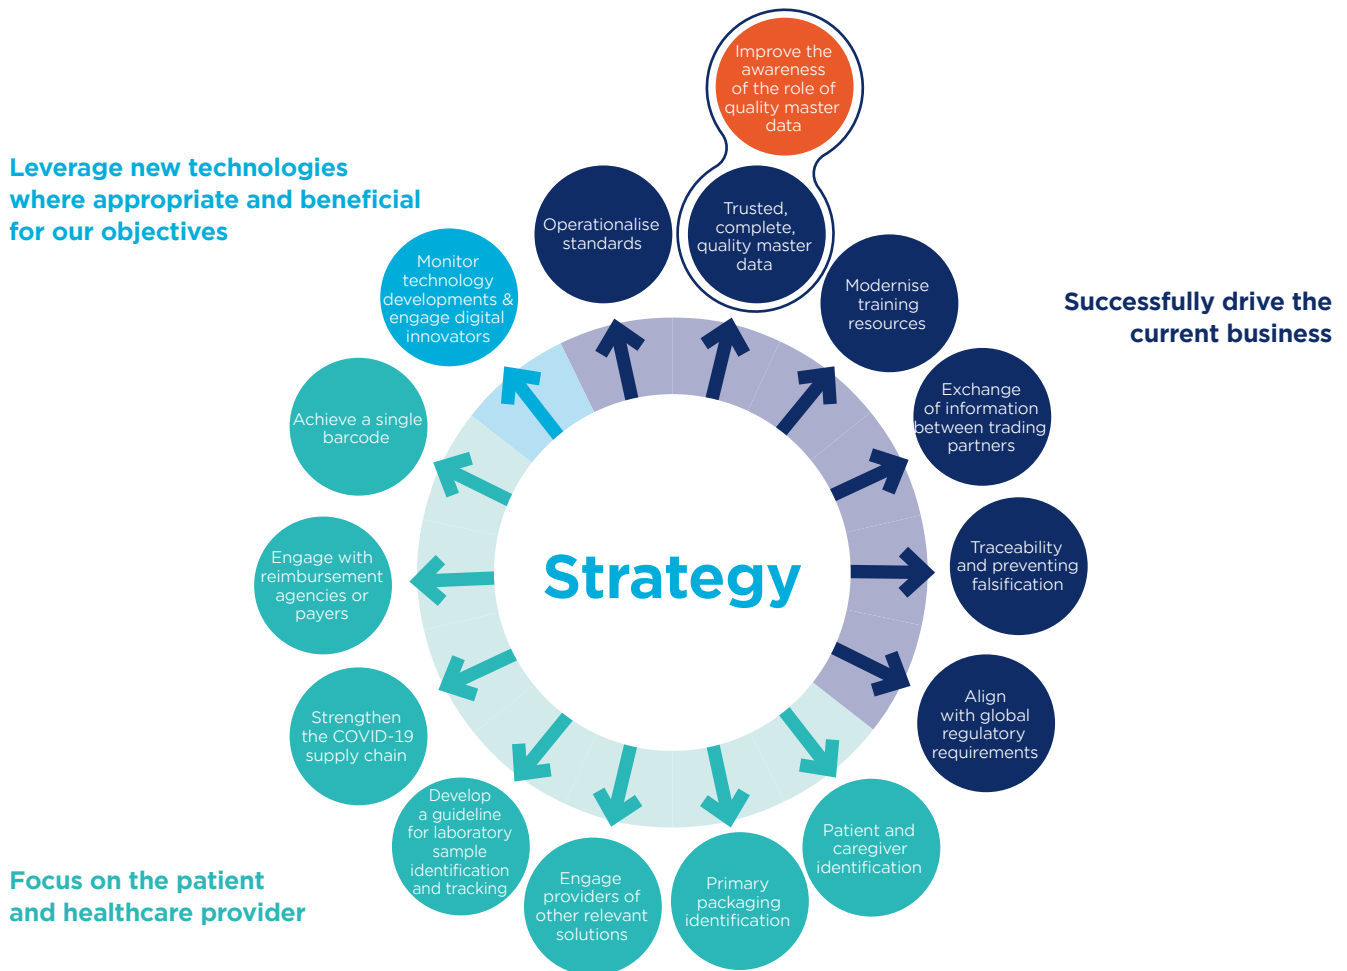 Improve the
awareness
of the role of
quality master
data
Leverage new technologies
where appropriate and beneficial
for our objectives
Operationalise
standards
Trusted,
complete,
quality master
data
Monitor
technology
developments &
engage digital
innovators
Modernise
training
resources
Successfully drive the
current business
Exchange
of information
between trading
partners
Achieve a single
barcode
Strategy
Traceability
and preventing
falsification
Engage with
reimbursement
agencies or
payers
Align
with global
regulatory
requirements
Strengthen
the COVID-19
supply chain
Patient and
caregiver
identification
Develop
a guideline
for laboratory
sample
identification
and tracking
Primary
packaging
identification
Engage
providers of
other relevant
solutions
Focus on the patient
and healthcare provider